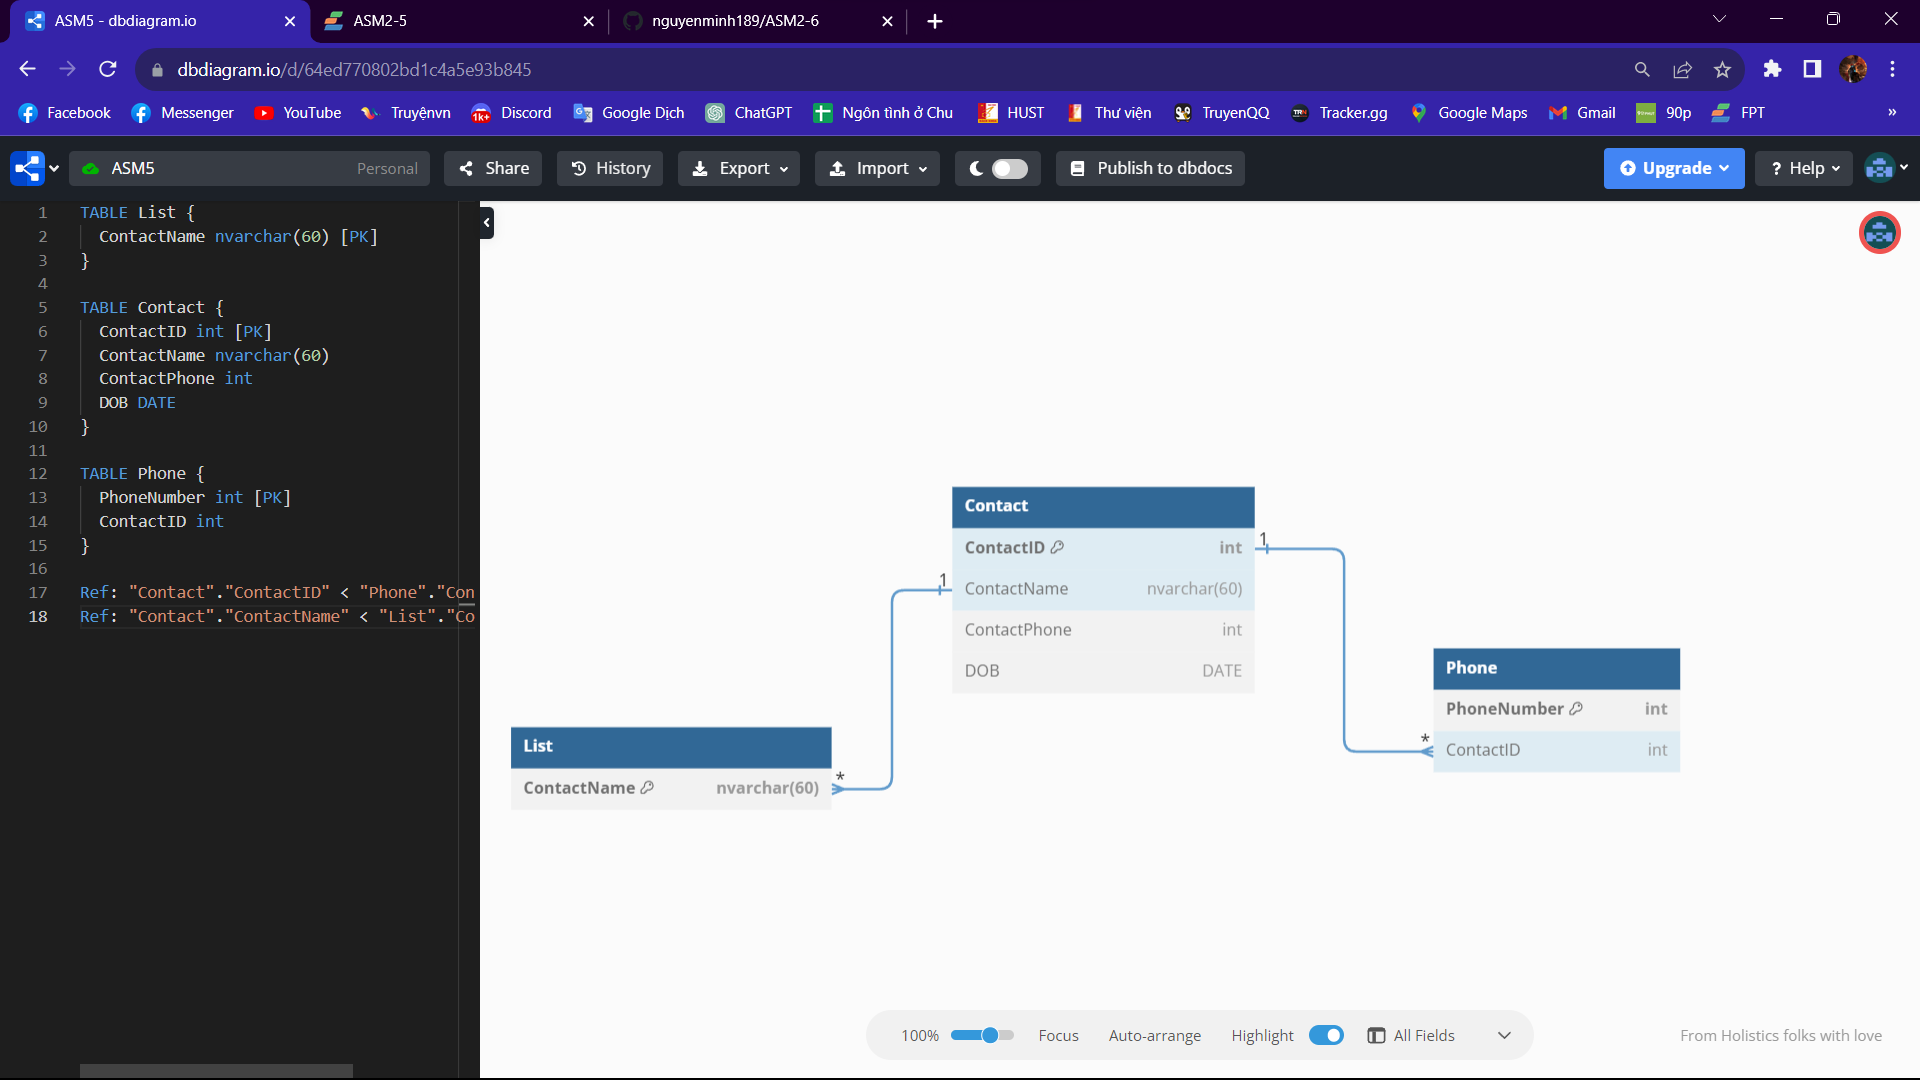 ASM5 - dbdiagram.io
ASM2-5
nguyenminh189/ASM2-6
dbdiagram.io/d/64ed770802bd1c4a5e93b845
Facebook
Messenger
YouTube
Truyệnvn
1k+
Discord
Google Dịch
ChatGPT
Ngôn tình ở Chu
HUST
Thư viện
TruyenQQ
Tracker.gg
Google Maps
Gmail
90p
FPT
»
ASM5
Personal
Share
History
Export
Import
Publish to dbdocs
Upgrade
? Help
1 TABLE List {
2 ContactName nvarchar(60) [PK]
3 }
4
5 TABLE Contact {
6 ContactID int [PK]
7 ContactName nvarchar(60)
8 ContactPhone int
9 DOB DATE
10 }
11
12 TABLE Phone {
13 PhoneNumber int [PK]
14 ContactID int
15 }
16
17 Ref: "Contact"."ContactID" < "Phone"."Con
18 Ref: "Contact"."ContactName" < "List"."Co
Contact
ContactID int
ContactName nvarchar(60)
ContactPhone int
DOB DATE
1
1
Phone
PhoneNumber int
ContactID int
*
List
ContactName nvarchar(60)
*
100%
Focus
Auto-arrange
Highlight
All Fields
From Holistics folks with love